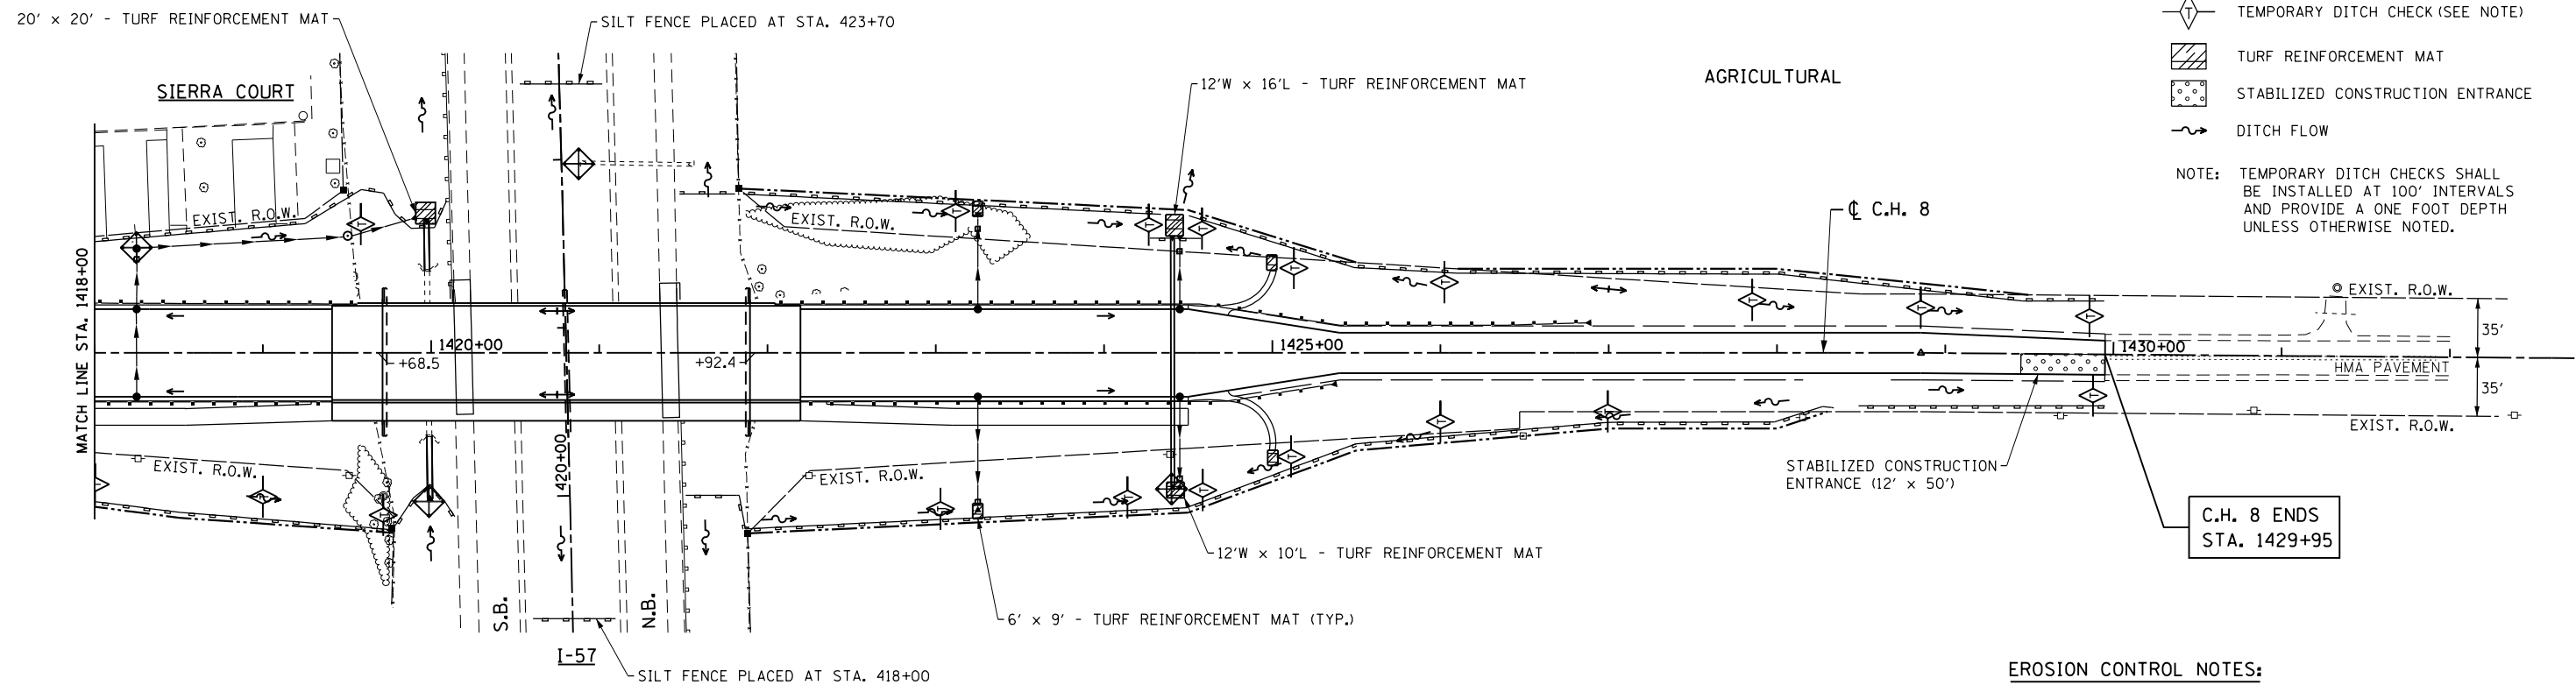 20' x 20' - TURF REINFORCEMENT MAT
SILT FENCE PLACED AT STA. 423+70
SIERRA COURT
12'W x 16'L - TURF REINFORCEMENT MAT
AGRICULTURAL
T TEMPORARY DITCH CHECK (SEE NOTE)
TURF REINFORCEMENT MAT
STABILIZED CONSTRUCTION ENTRANCE
DITCH FLOW
NOTE: TEMPORARY DITCH CHECKS SHALL
BE INSTALLED AT 100' INTERVALS
AND PROVIDE A ONE FOOT DEPTH
UNLESS OTHERWISE NOTED.
EXIST. R.O.W.
EXIST. R.O.W.
℄ C.H. 8
EXIST. R.O.W.
MATCH LINE STA. 1418+00
1420+00
+68.5
+92.4
1425+00
1430+00
35'
HMA PAVEMENT
35'
EXIST. R.O.W.
EXIST. R.O.W.
EXIST. R.O.W.
420+00
STABILIZED CONSTRUCTION
ENTRANCE (12' x 50')
C.H. 8 ENDS
STA. 1429+95
12'W x 10'L - TURF REINFORCEMENT MAT
6' x 9' - TURF REINFORCEMENT MAT (TYP.)
S.B.
N.B.
I-57
SILT FENCE PLACED AT STA. 418+00
EROSION CONTROL NOTES: